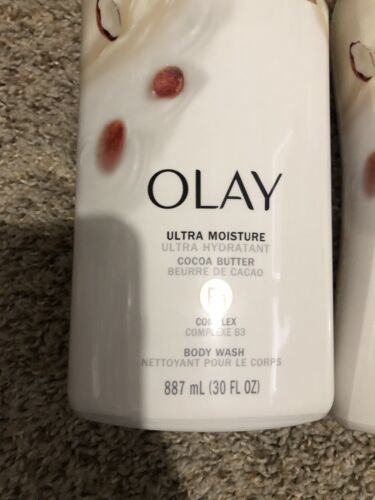 OLAY
ULTRA MOISTURE
ULTRA HYDRATANT
COCOA BUTTER
BEURRE DE CACAO
COMPLEX
COMPLEXE B3
BODY WASH
NETTOYANT POUR LE CORPS
887 mL (30 FL OZ)